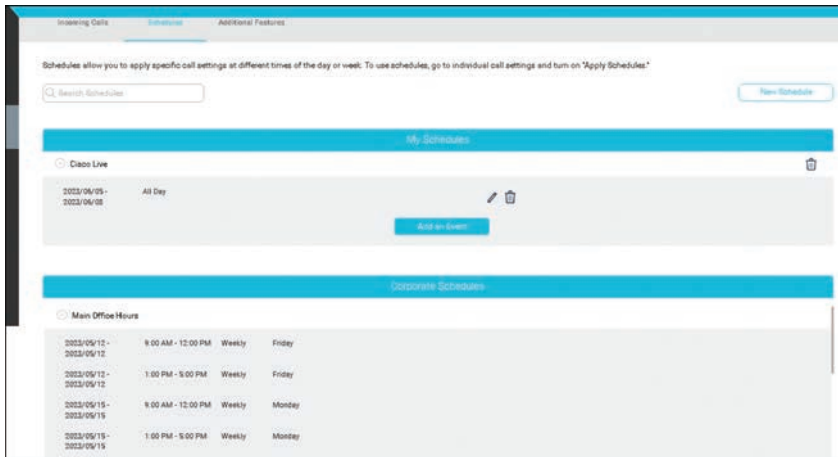 Incoming Calls Schedules Additional Features
Schedules allow you to apply specific call settings at different times of the day or week. To use schedules, go to individual call settings and turn on "Apply Schedules."
Search Schedules
New Schedule
My Schedules
Cisco Live
2023/06/05 - All Day
2023/06/08
Add an Event
Corporate Schedules
Main Office Hours
2023/05/12 - 9:00 AM - 12:00 PM Weekly Friday
2023/05/12
2023/05/12 - 1:00 PM - 5:00 PM Weekly Friday
2023/05/12
2023/05/15 - 9:00 AM - 12:00 PM Weekly Monday
2023/05/15
2023/05/15 - 1:00 PM - 5:00 PM Weekly Monday
2023/05/15